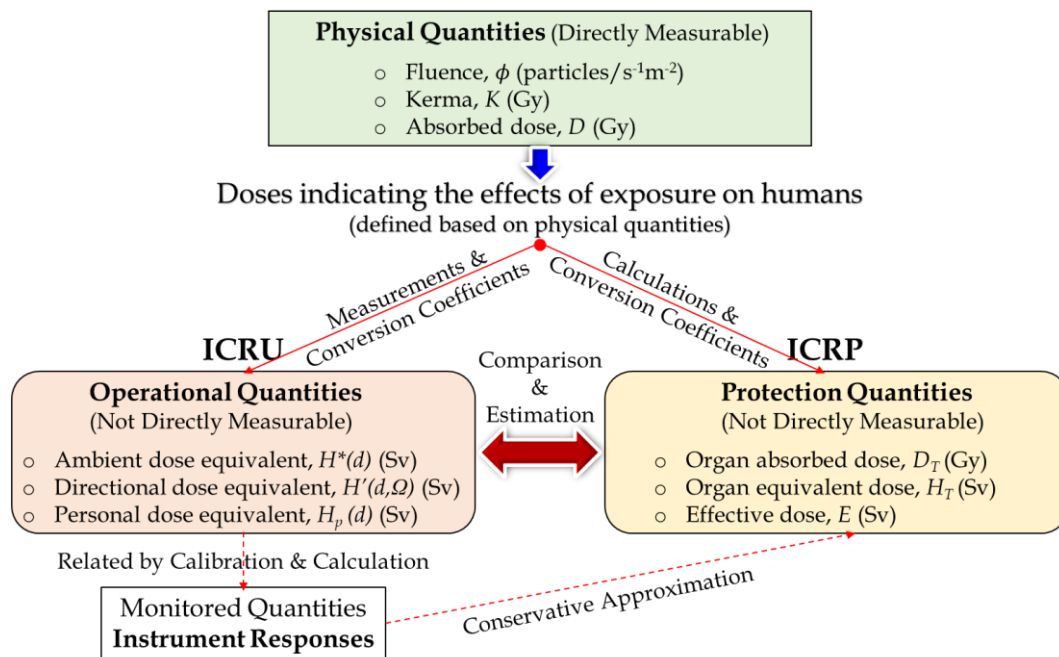 Physical Quantities (Directly Measurable)
○ Fluence, ϕ (particles/s⁻¹m⁻²)
○ Kerma, K (Gy)
○ Absorbed dose, D (Gy)
Doses indicating the effects of exposure on humans
(defined based on physical quantities)
Measurements &
Conversion Coefficients
Calculations &
Conversion Coefficients
ICRU
ICRP
Operational Quantities
(Not Directly Measurable)
○ Ambient dose equivalent, H*(d) (Sv)
○ Directional dose equivalent, H'(d,Ω) (Sv)
○ Personal dose equivalent, Hₚ (d) (Sv)
Comparison
&
Estimation
Protection Quantities
(Not Directly Measurable)
○ Organ absorbed dose, D_T (Gy)
○ Organ equivalent dose, H_T (Sv)
○ Effective dose, E (Sv)
Related by Calibration & Calculation
Monitored Quantities
Instrument Responses
Conservative Approximation